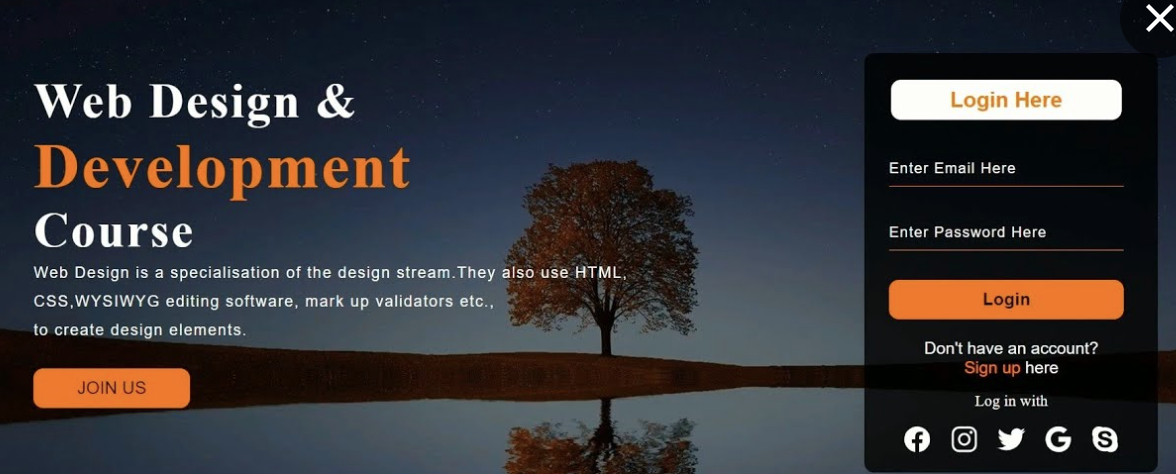 Web Design &
Development
Course
Web Design is a specialisation of the design stream.They also use HTML,
CSS,WYSIWYG editing software, mark up validators etc.,
to create design elements.
JOIN US
Login Here
Enter Email Here
Enter Password Here
Login
Don't have an account?
Sign up here
Log in with